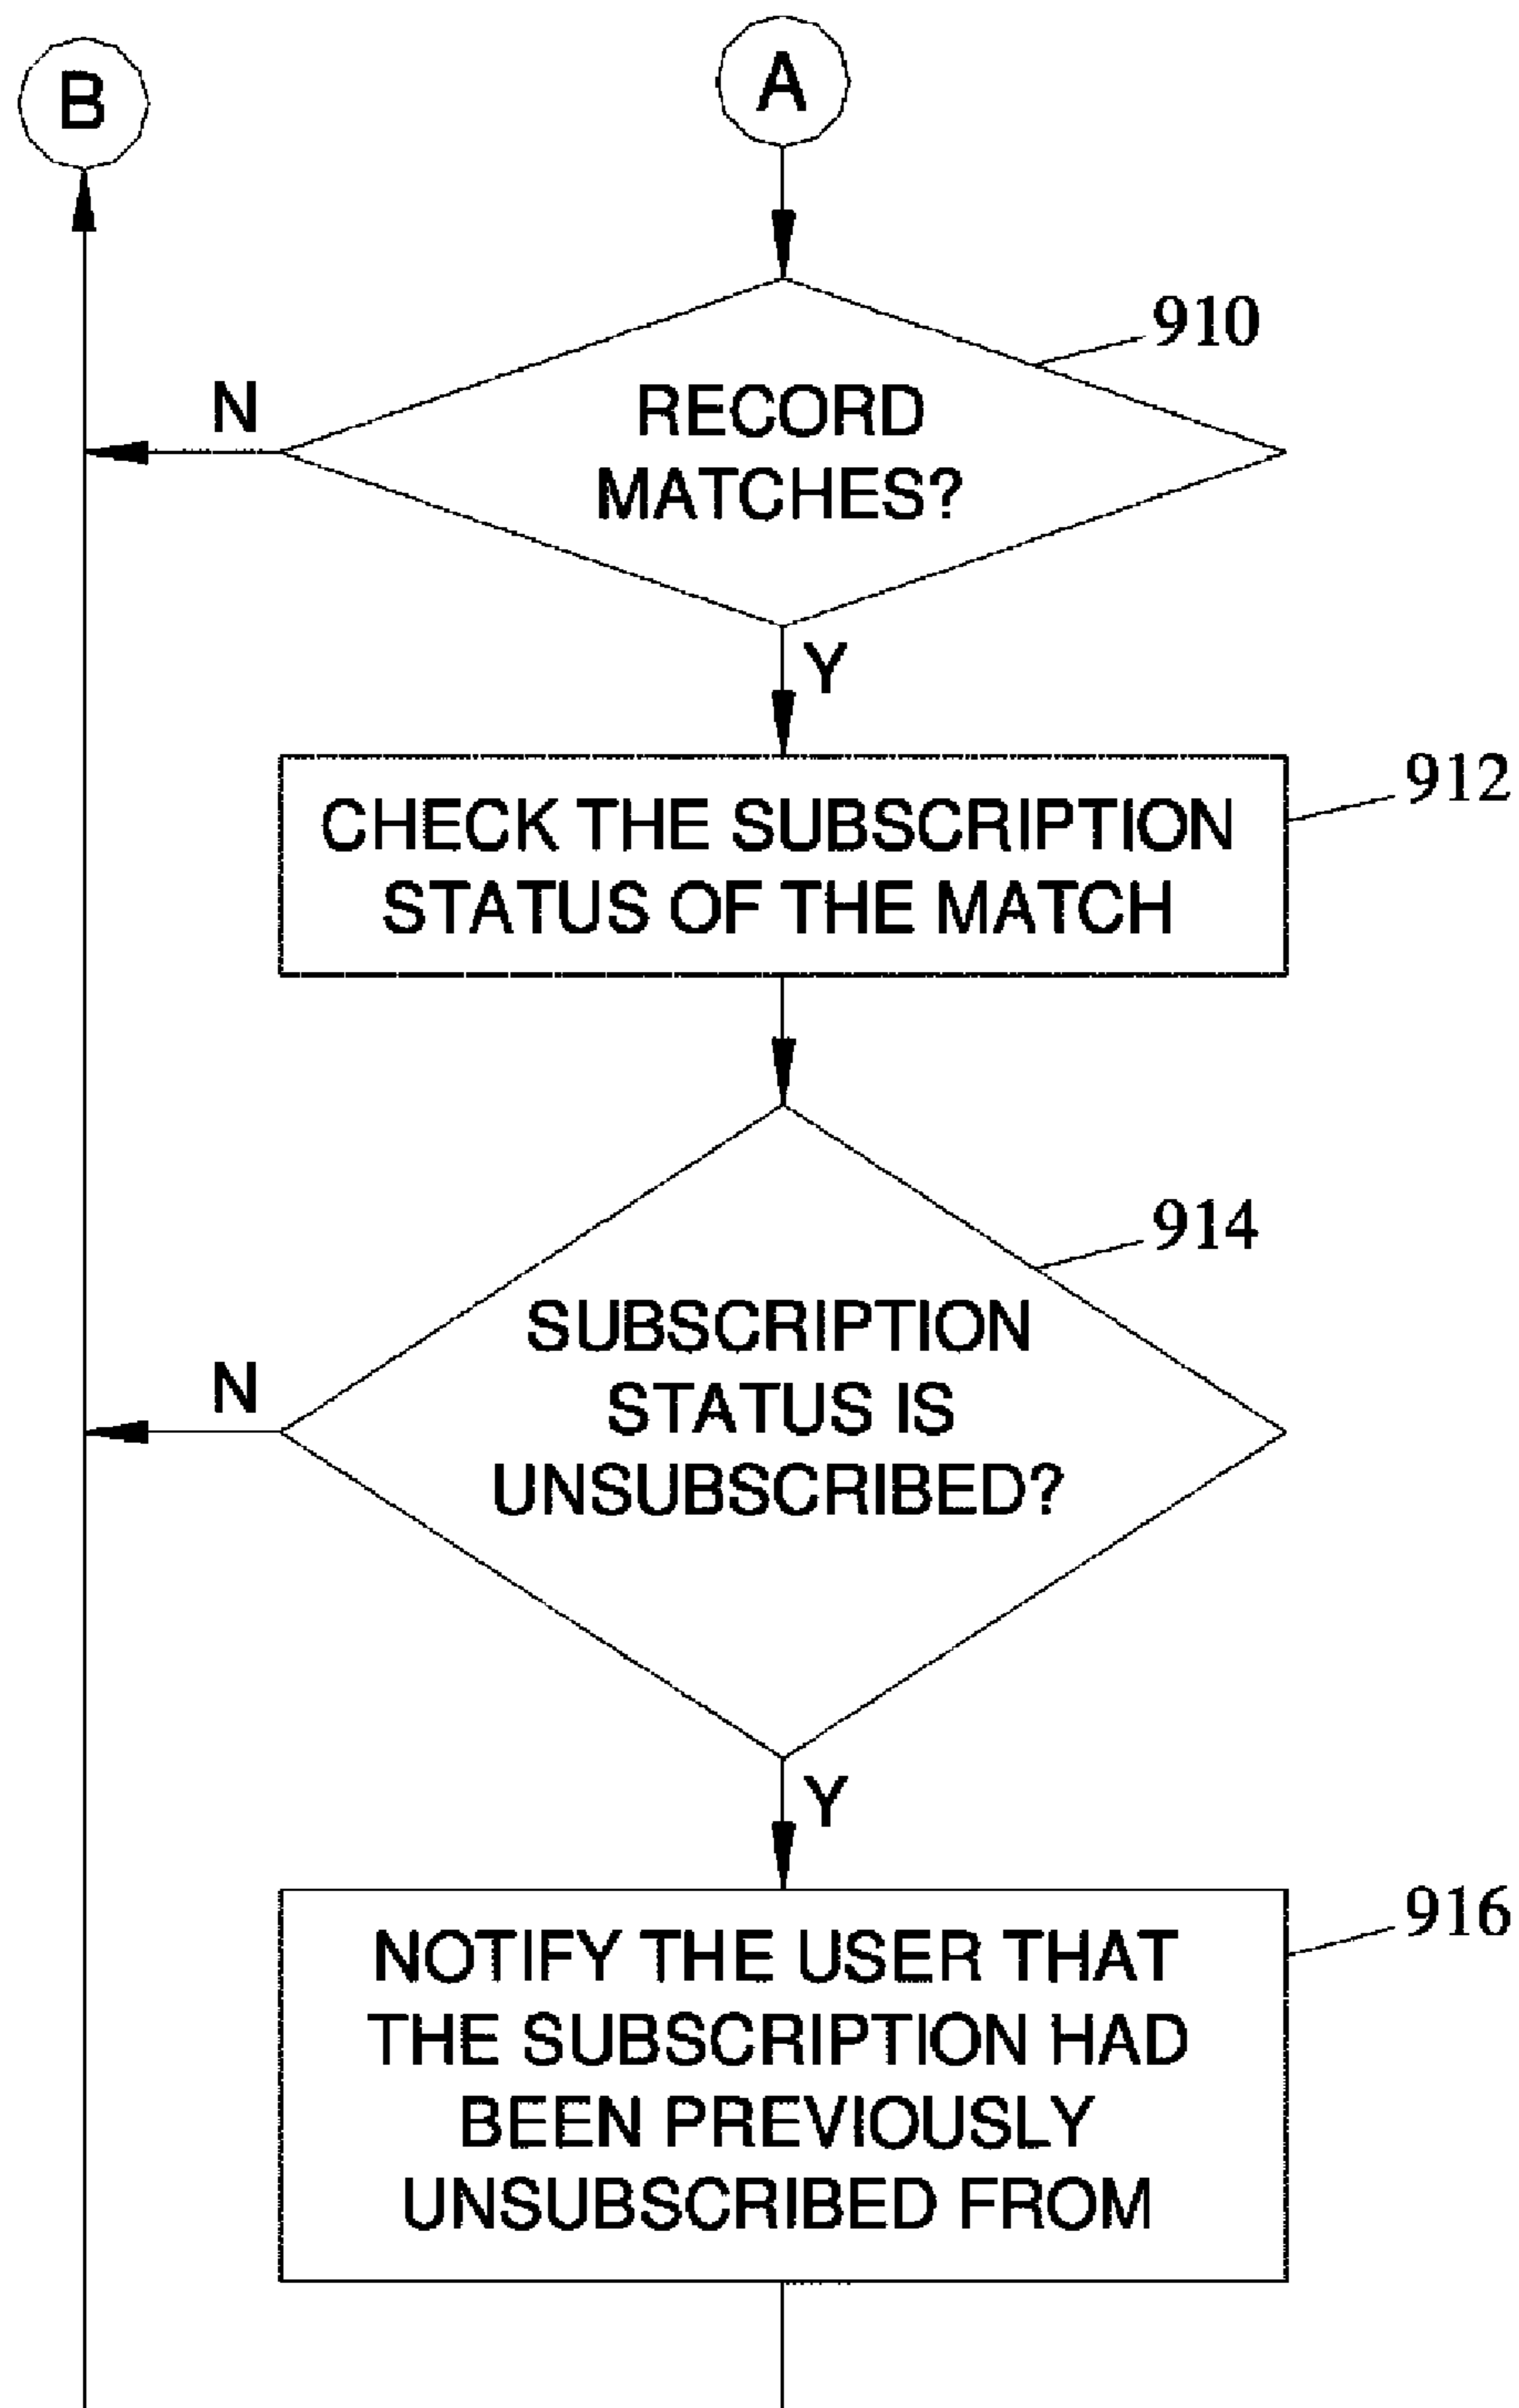 B
A
910
RECORD
MATCHES?
N
Y
912
CHECK THE SUBSCRIPTION
STATUS OF THE MATCH
914
SUBSCRIPTION
STATUS IS
UNSUBSCRIBED?
N
Y
916
NOTIFY THE USER THAT
THE SUBSCRIPTION HAD
BEEN PREVIOUSLY
UNSUBSCRIBED FROM